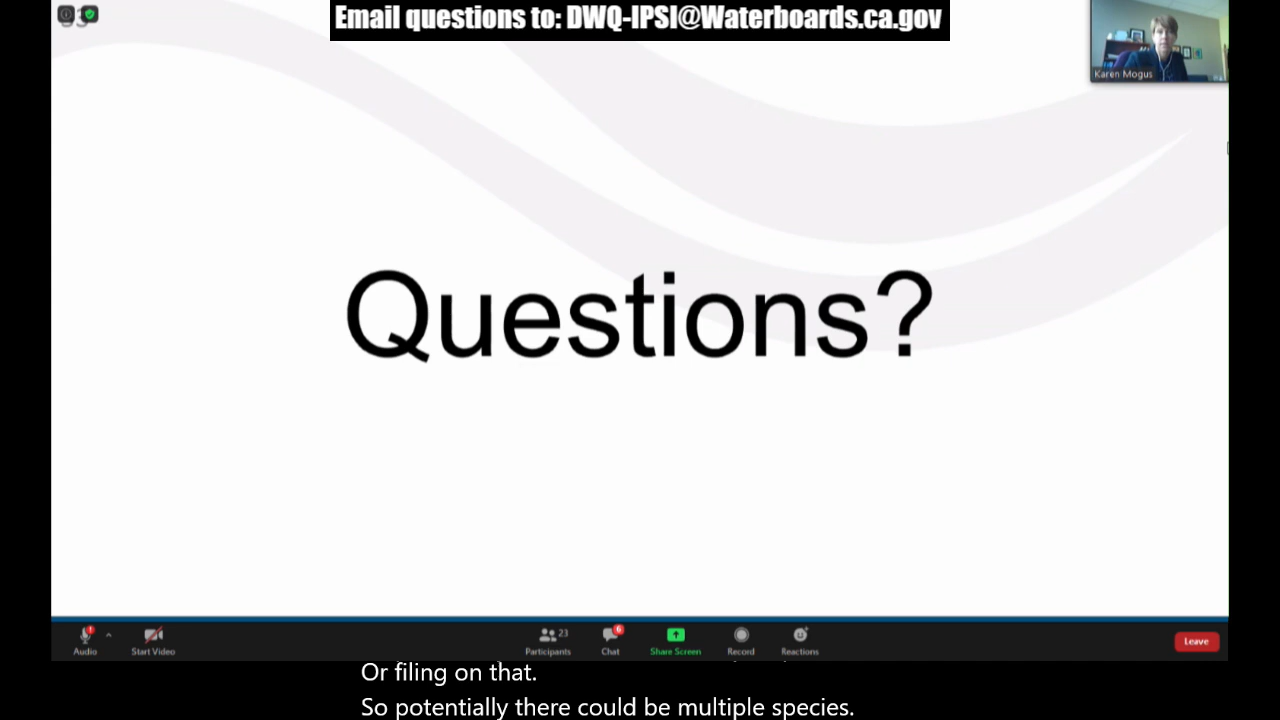 Email questions to: DWQ-IPSI@Waterboards.ca.gov
Karen Mogus
Questions?
Audio
Start Video
Participants
23
Chat
6
Share Screen
Record
Reactions
Leave
Or filing on that.
So potentially there could be multiple species.